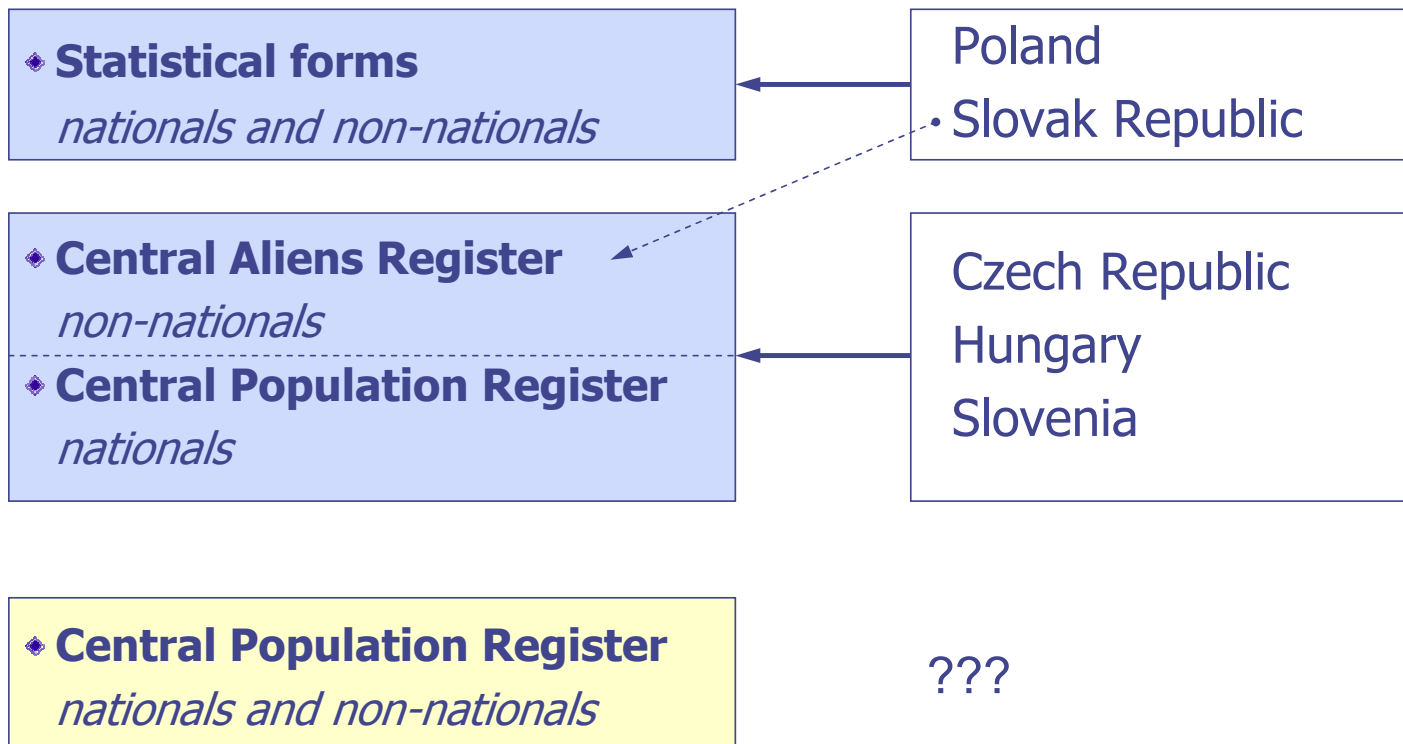 Statistical forms
nationals and non-nationals
Poland
Slovak Republic
Central Aliens Register
non-nationals
Central Population Register
nationals
Czech Republic
Hungary
Slovenia
Central Population Register
nationals and non-nationals
???